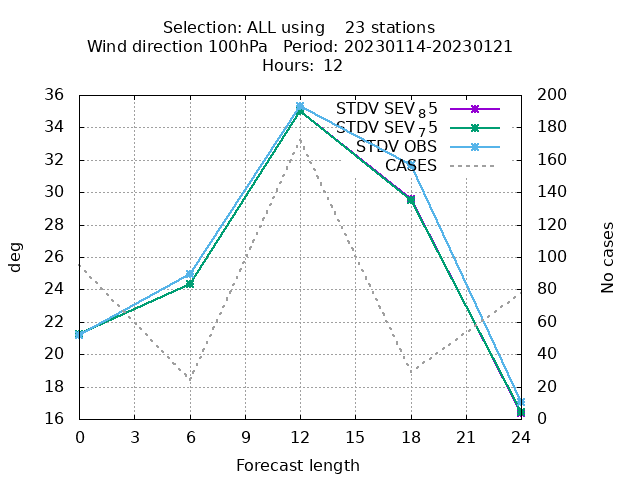 Selection: ALL using    23 stations
Wind direction 100hPa   Period: 20230114-20230121
Hours:  12
36 200
34 180
32 160
30 140
28 120
26 100
24 80
22 60
20 40
18 20
16 0
STDV SEV 8 5
STDV SEV 7 5
STDV OBS
CASES
deg
No cases
0 3 6 9 12 15 18 21 24
Forecast length